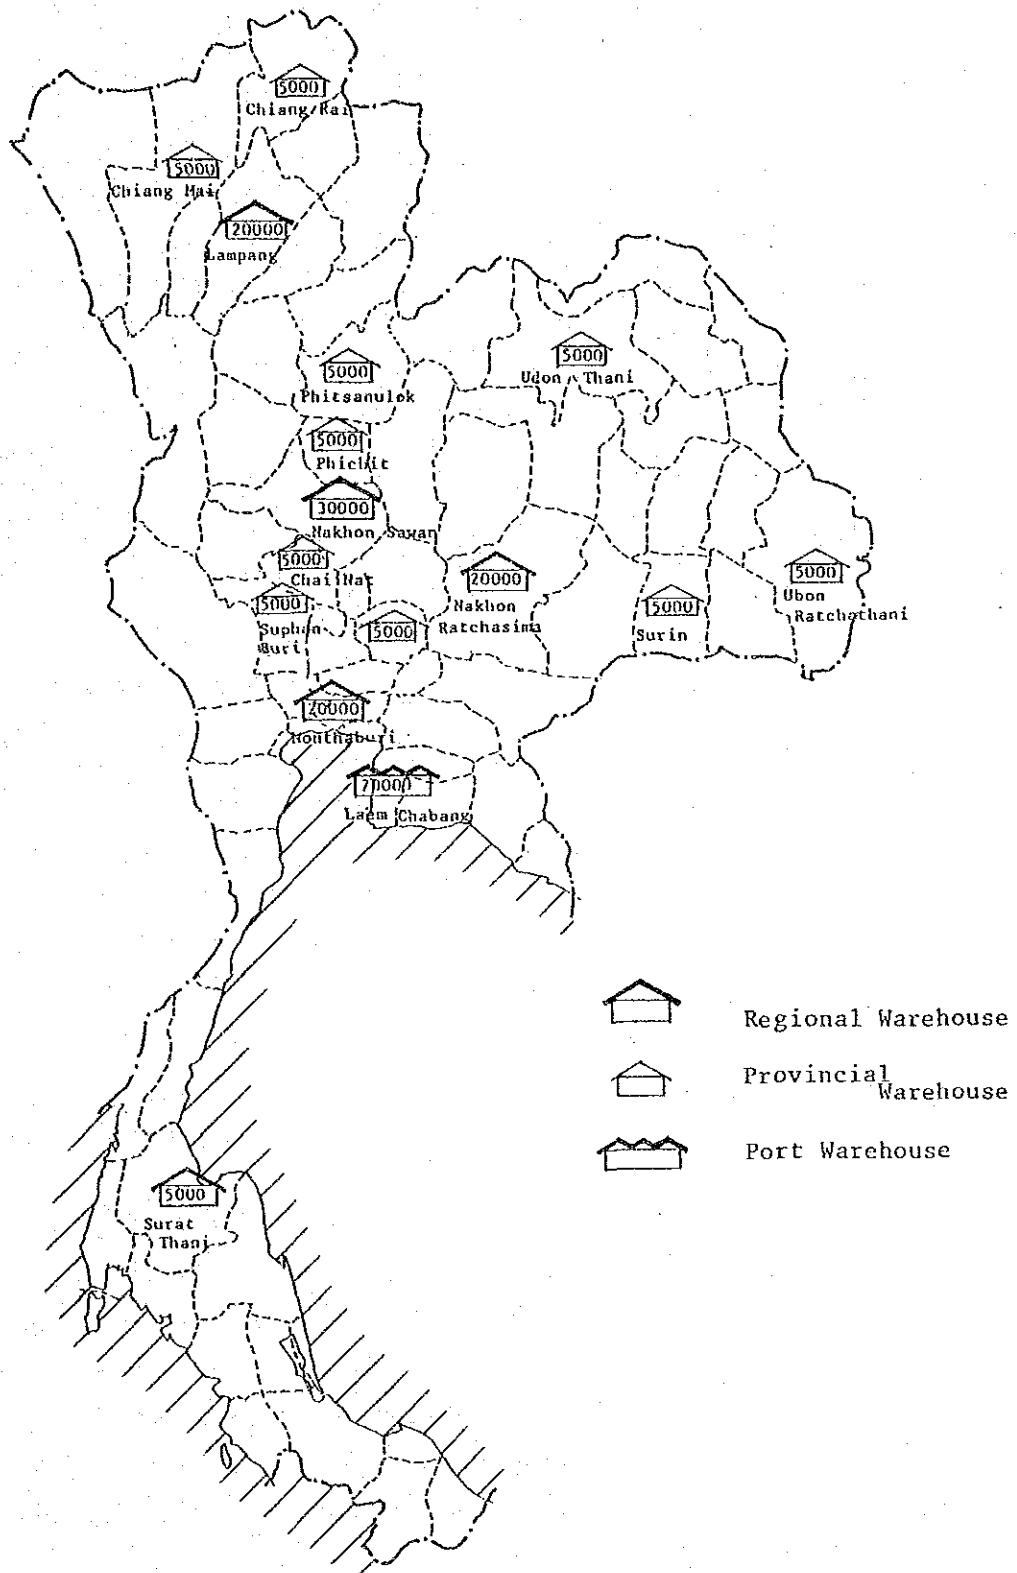 5000
Chiang Rai
5000
Chiang Mai
20000
Lampang
5000
Udon Thani
5000
Phitsanulok
5000
Phichit
30000
Nakhon Sawan
5000
Chai Nat
20000
Nakhon
Ratchasima
5000
Ubon
Ratchathani
5000
Surin
5000
Suphan
Buri
5000
20000
Nonthaburi
20000
Laem Chabang
Regional Warehouse
Provincial
Warehouse
Port Warehouse
5000
Surat
Thani